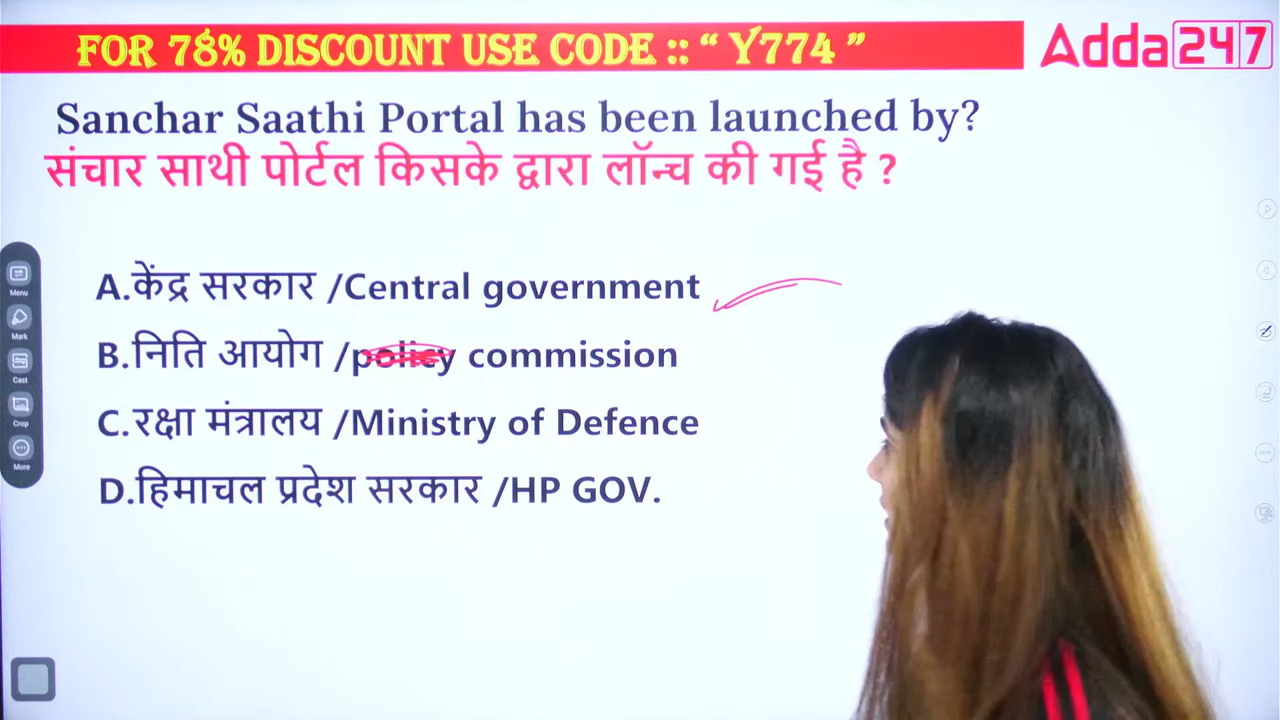 FOR 78% DISCOUNT USE CODE :: “ Y774 ”
Adda247
Sanchar Saathi Portal has been launched by?
संचार साथी पोर्टल किसके द्वारा लॉन्च की गई है ?
A.केंद्र सरकार /Central government
B.निति आयोग /policy commission
C.रक्षा मंत्रालय /Ministry of Defence
D.हिमाचल प्रदेश सरकार /HP GOV.
Menu
Mark
Cast
Crop
More